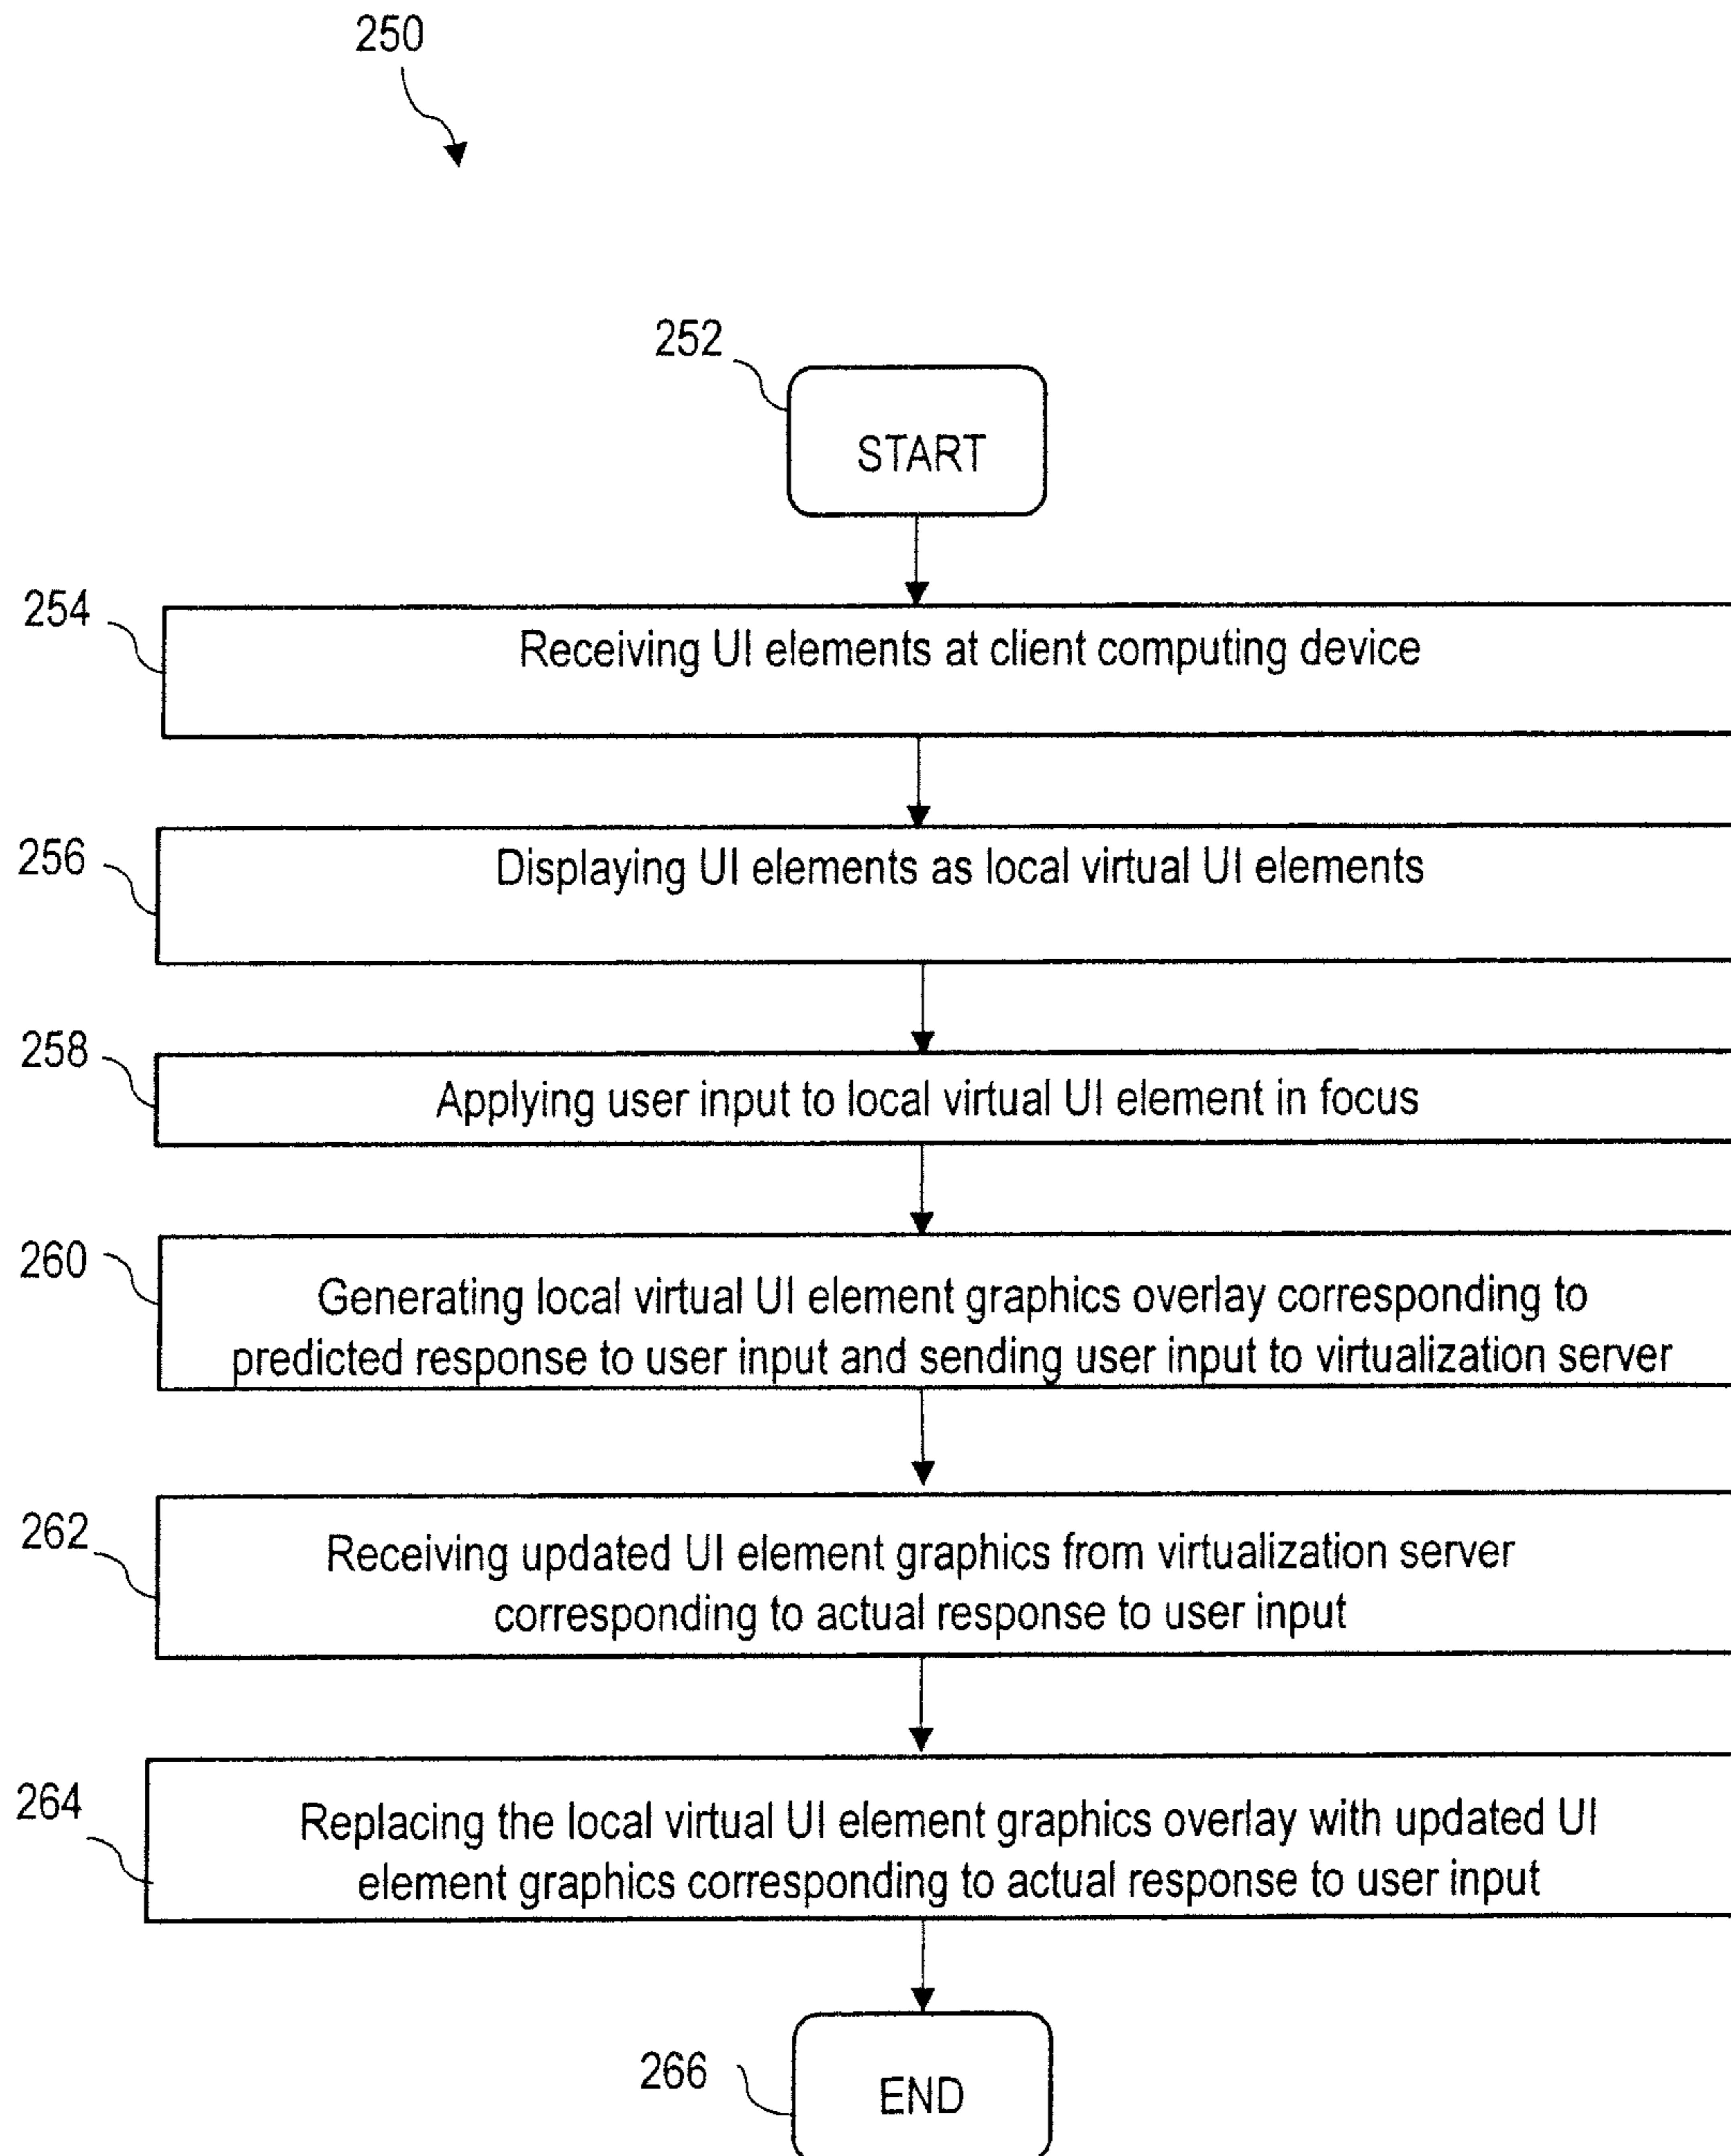 250
252
START
254
Receiving UI elements at client computing device
256
Displaying UI elements as local virtual UI elements
258
Applying user input to local virtual UI element in focus
260
Generating local virtual UI element graphics overlay corresponding to
predicted response to user input and sending user input to virtualization server
262
Receiving updated UI element graphics from virtualization server
corresponding to actual response to user input
264
Replacing the local virtual UI element graphics overlay with updated UI
element graphics corresponding to actual response to user input
266
END